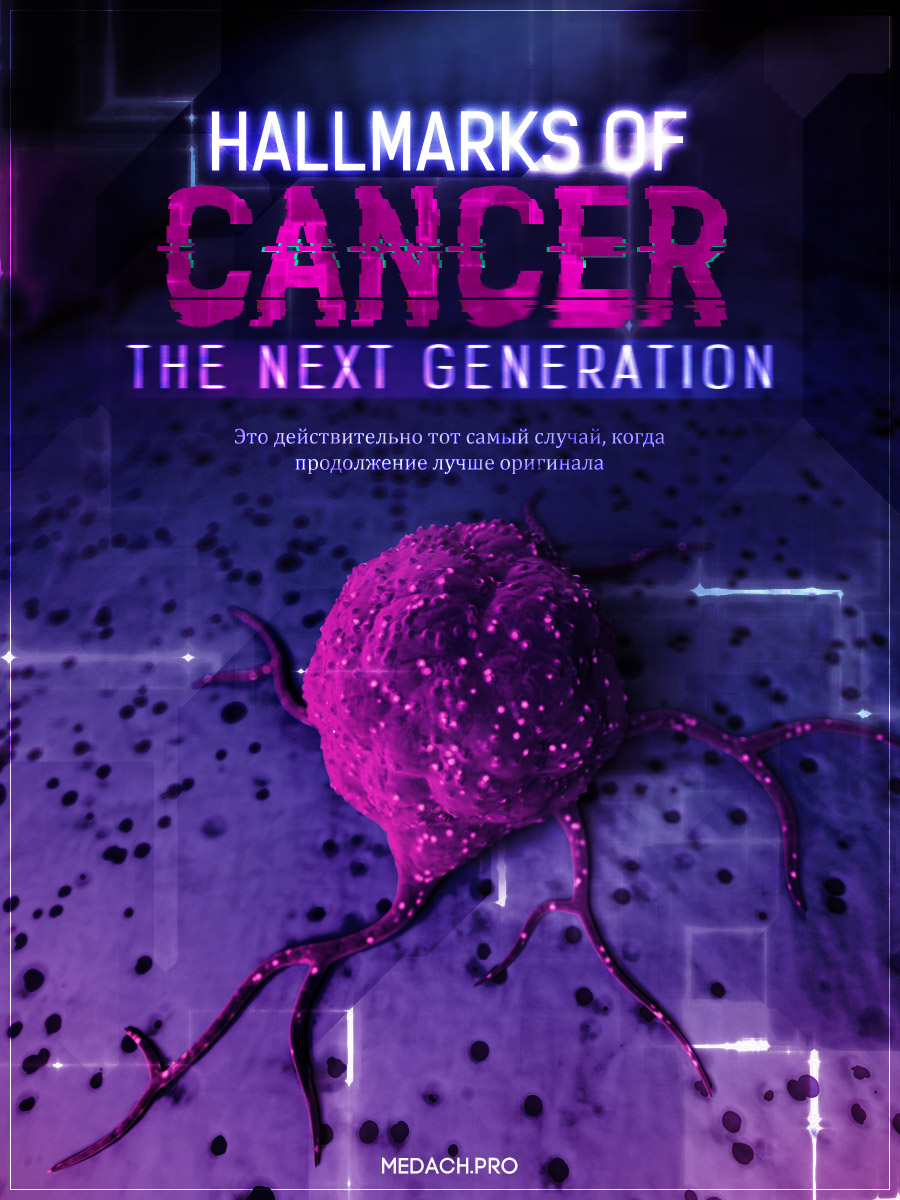 HALLMARKS OF
CANCER
THE NEXT GENERATION
Это действительно тот самый случай, когда
продолжение лучше оригинала
MEDACH.PRO